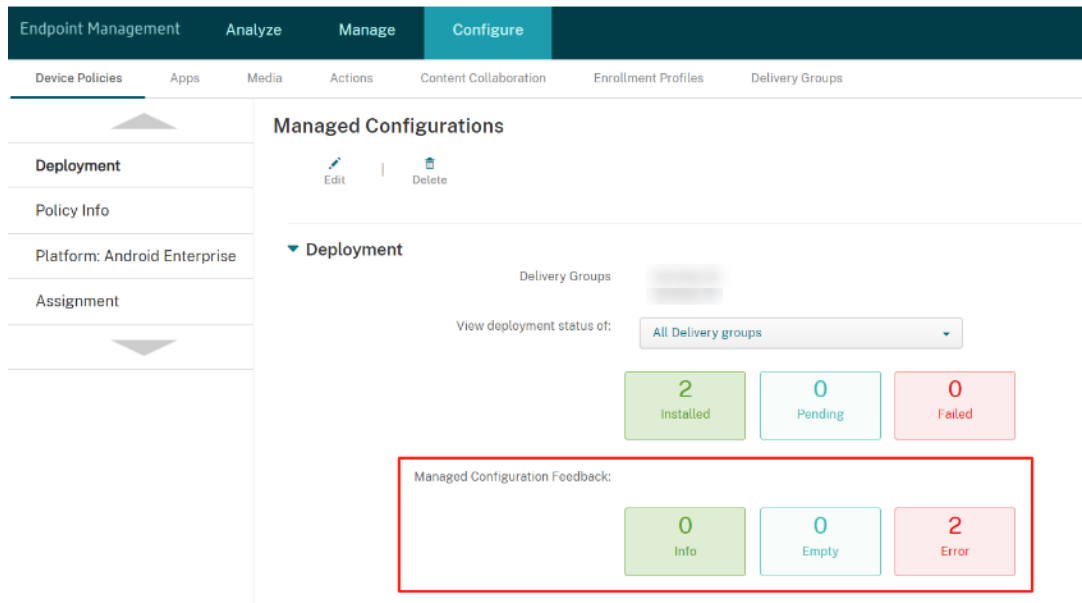 Endpoint Management Analyze Manage Configure
Device Policies Apps Media Actions Content Collaboration Enrollment Profiles Delivery Groups
Managed Configurations
Deployment
Edit | Delete
Policy Info
Deployment
Platform: Android Enterprise
Delivery Groups
Assignment
View deployment status of: All Delivery groups
2 0 0
Installed Pending Failed
Managed Configuration Feedback:
0 0 2
Info Empty Error